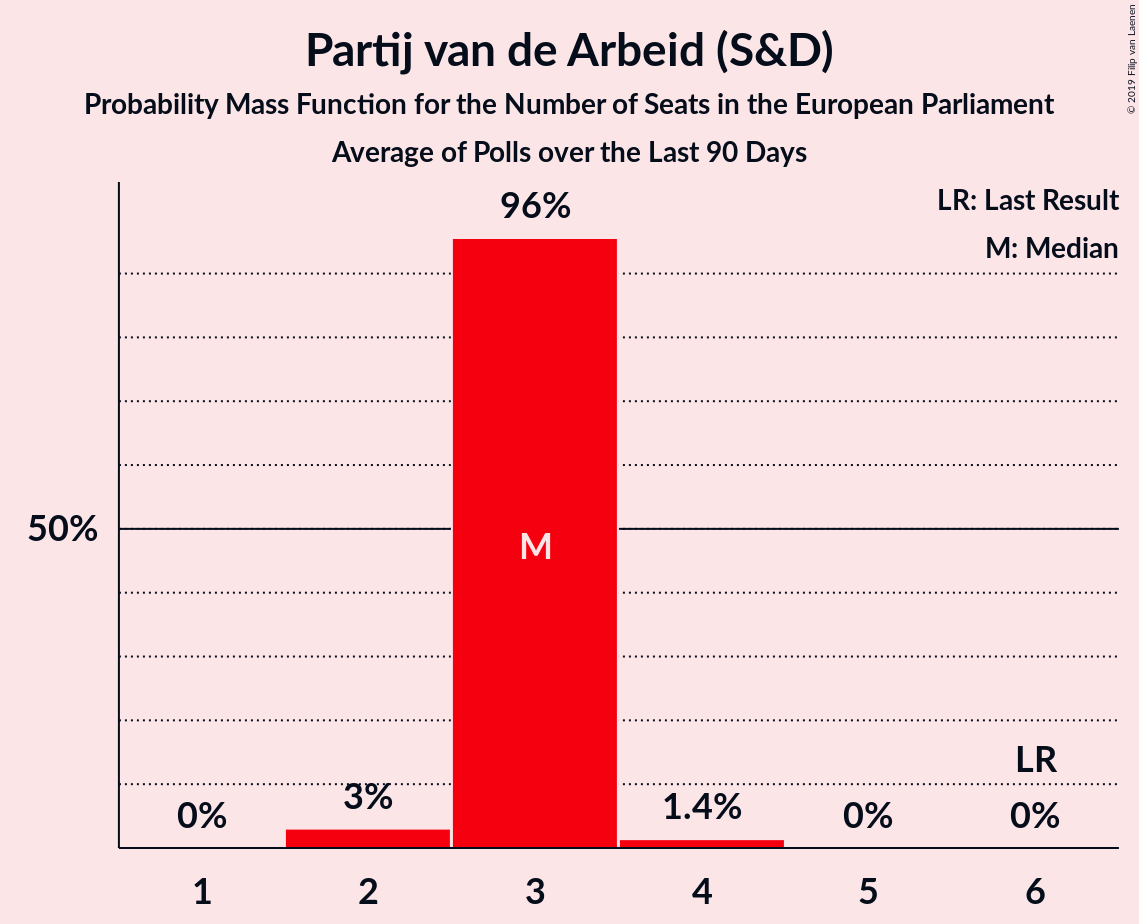 Partij van de Arbeid (S&D)
Probability Mass Function for the Number of Seats in the European Parliament
Average of Polls over the Last 90 Days
© 2019 Filip van Laenen
LR: Last Result
M: Median
96%
50%
M
LR
0%
3%
1.4%
0%
0%
1
2
3
4
5
6